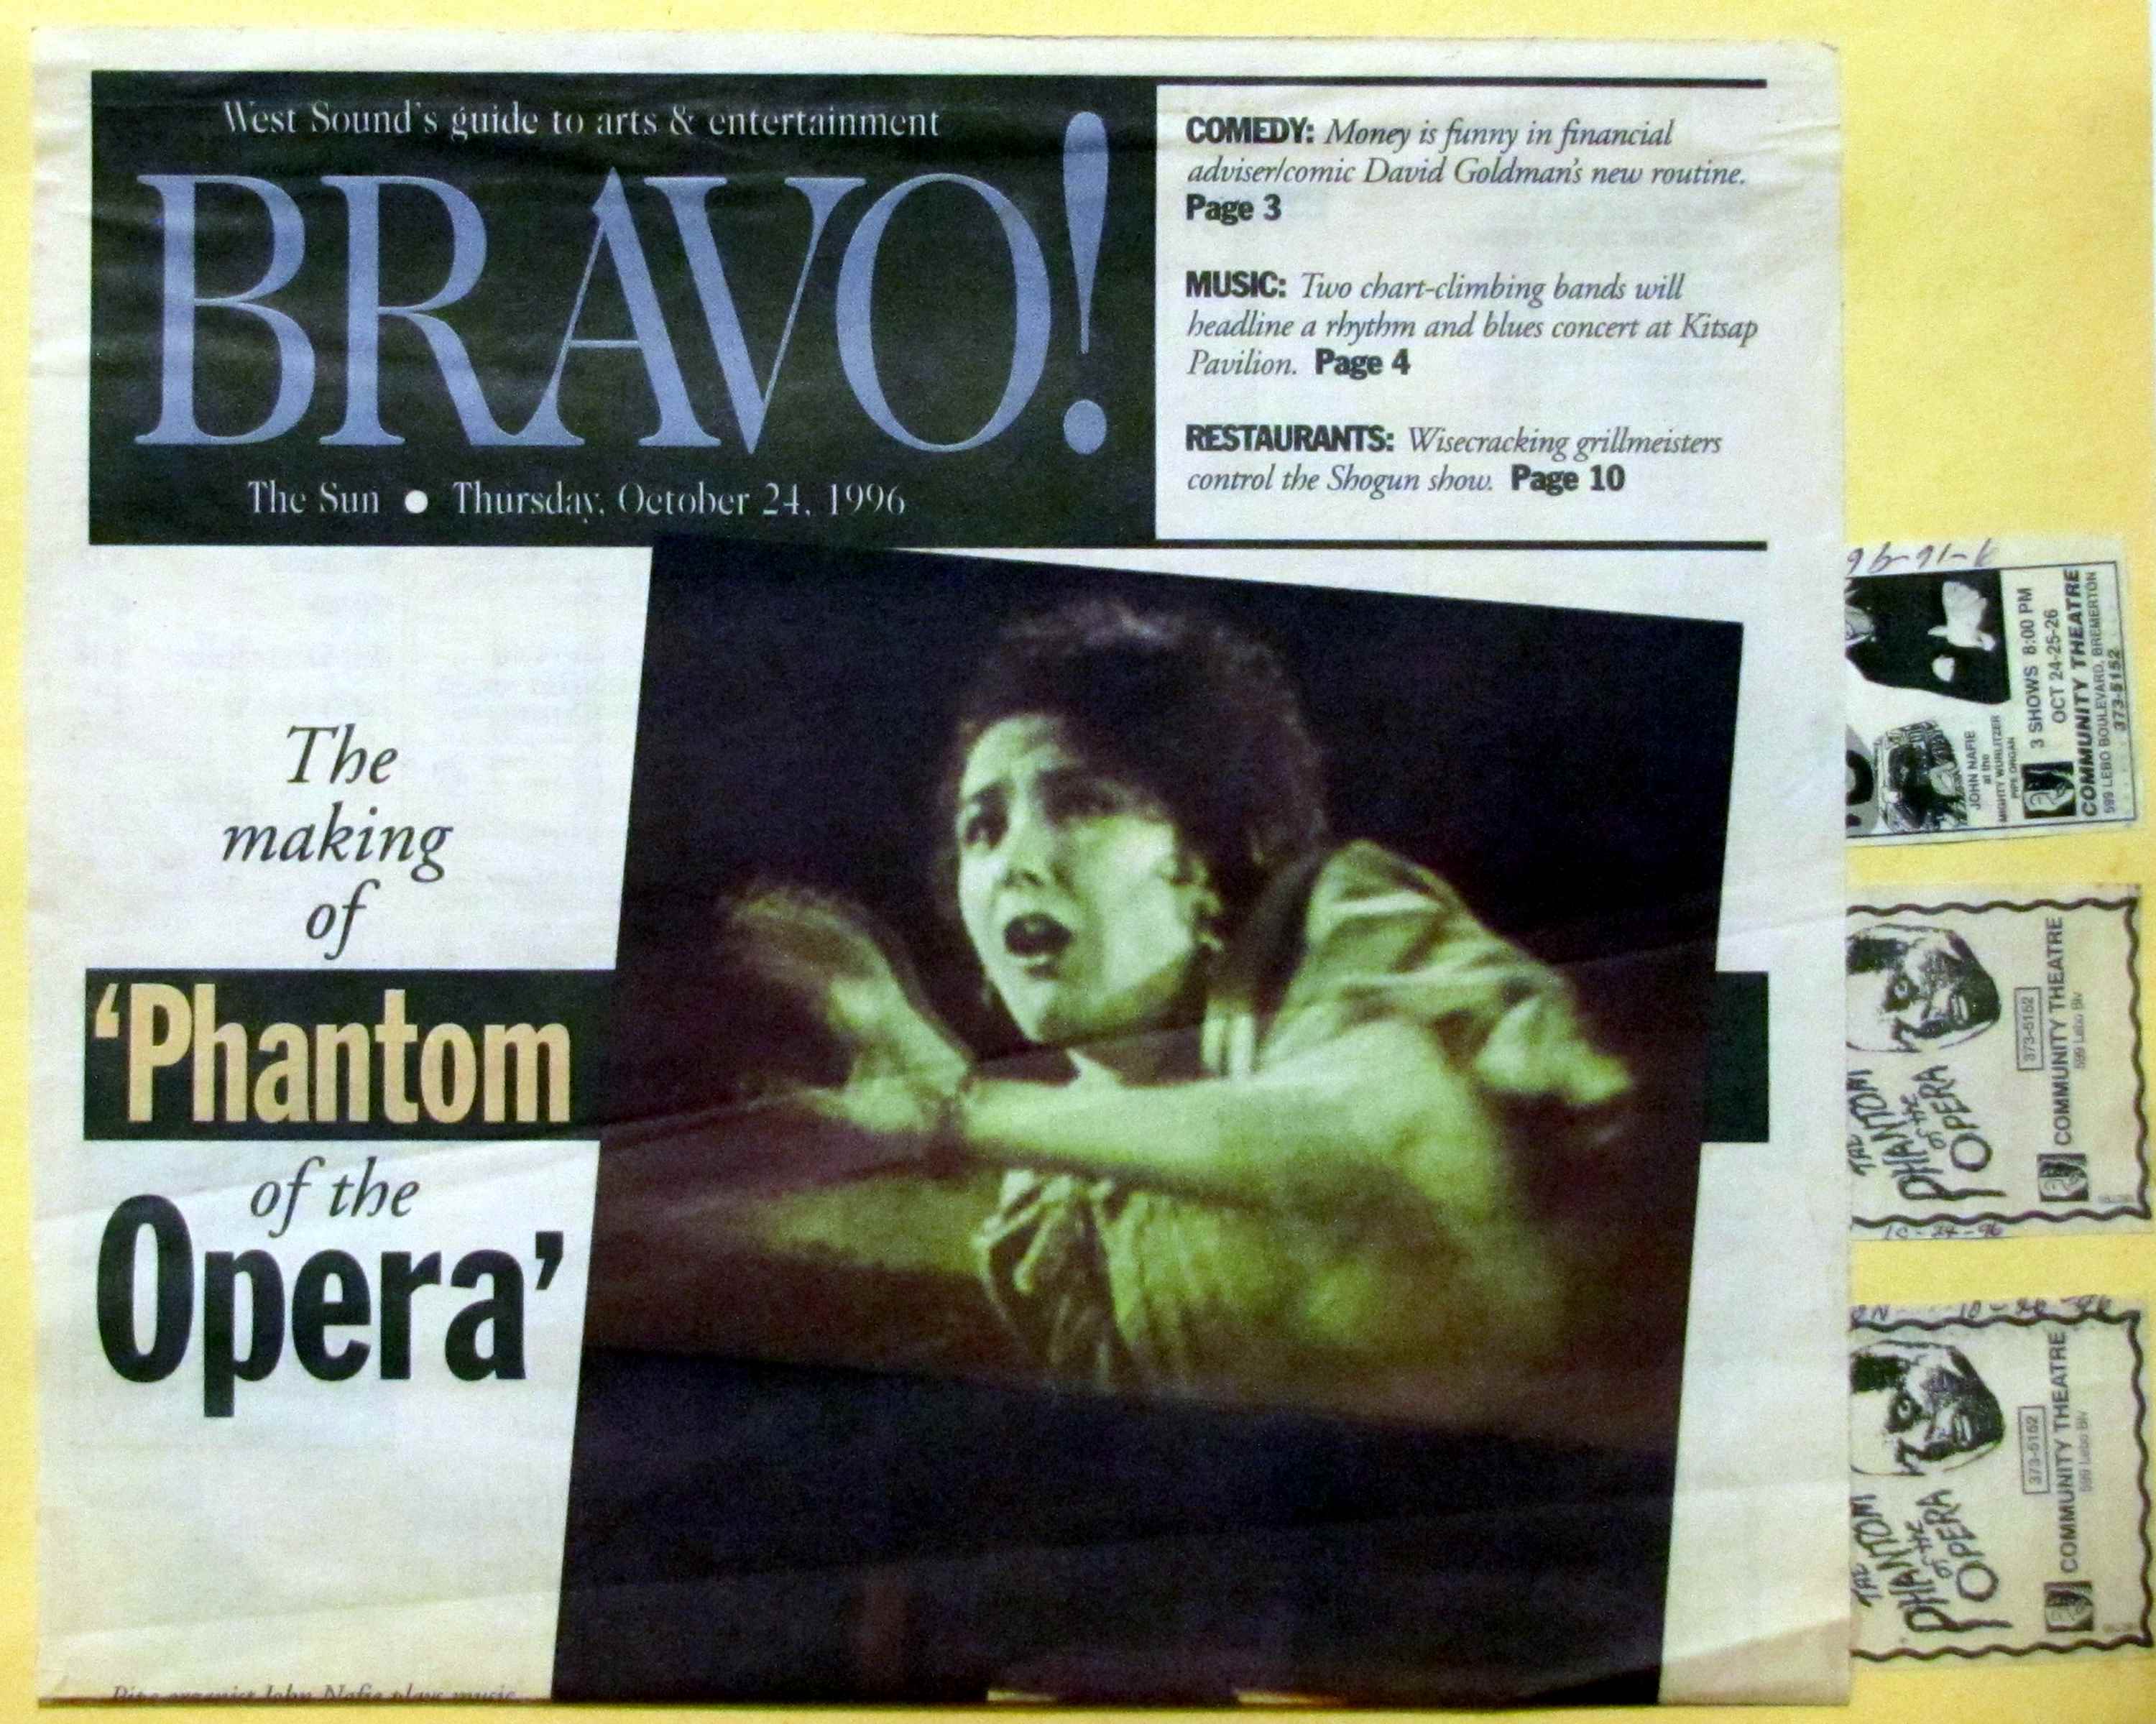 West Sound's guide to arts & entertainment
BRAVO!
The Sun ● Thursday, October 24, 1996
COMEDY: Money is funny in financial
adviser/comic David Goldman's new routine.
Page 3
MUSIC: Two chart-climbing bands will
headline a rhythm and blues concert at Kitsap
Pavilion. Page 4
RESTAURANTS: Wisecracking grillmeisters
control the Shogun show. Page 10
The
making
of
'Phantom
of the
Opera'
organist John Nafie plays music
JOHN NAFIE
at the
MIGHTY WURLITZER
PIPE ORGAN
3 SHOWS 8:00 PM
OCT 24-25-26
COMMUNITY THEATRE
599 LEBO BOULEVARD, BREMERTON
373-5152
THE
PHANTOM
of the
OPERA
373-5152
COMMUNITY THEATRE
599 Lebo Blv
10-24-96
THE
PHANTOM
of the
OPERA
373-5152
COMMUNITY THEATRE
599 Lebo Blv